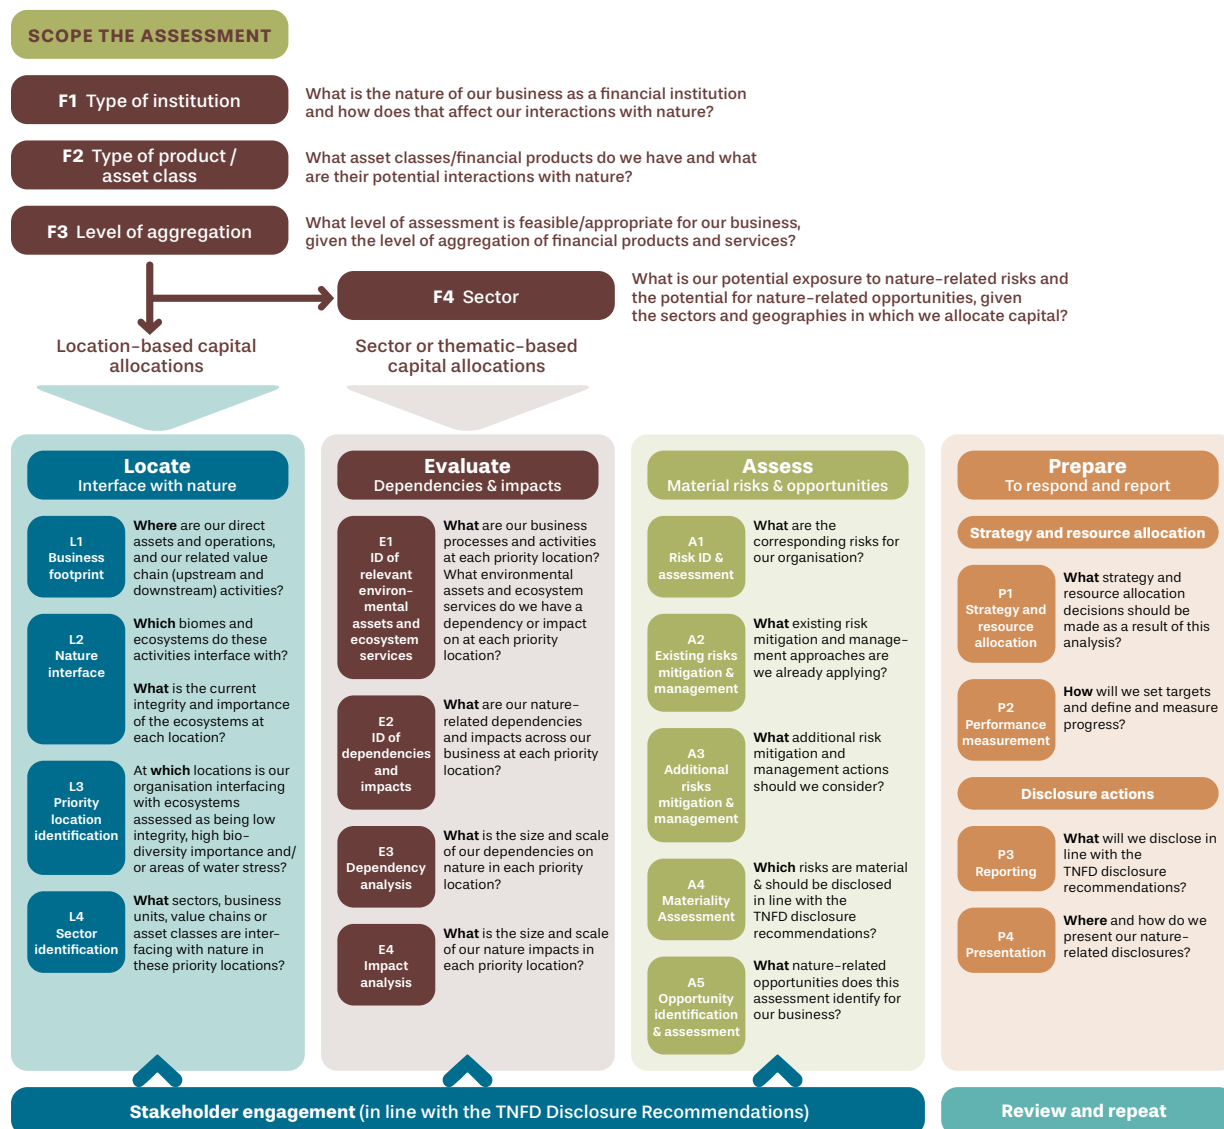 SCOPE THE ASSESSMENT
F1 Type of institution
What is the nature of our business as a financial institution
and how does that affect our interactions with nature?
F2 Type of product /
asset class
What asset classes/financial products do we have and what
are their potential interactions with nature?
F3 Level of aggregation
What level of assessment is feasible/appropriate for our business,
given the level of aggregation of financial products and services?
F4 Sector
What is our potential exposure to nature-related risks and
the potential for nature-related opportunities, given
the sectors and geographies in which we allocate capital?
Location-based capital
allocations
Sector or thematic-based
capital allocations
Locate
Interface with nature
L1
Business
footprint
Where are our direct
assets and operations,
and our related value
chain (upstream and
downstream) activities?
L2
Nature
interface
Which biomes and
ecosystems do these
activities interface with?
What is the current
integrity and importance
of the ecosystems at
each location?
L3
Priority
location
identification
At which locations is our
organisation interfacing
with ecosystems
assessed as being low
integrity, high bio-
diversity importance and/
or areas of water stress?
L4
Sector
identification
What sectors, business
units, value chains or
asset classes are inter-
facing with nature in
these priority locations?
Evaluate
Dependencies & impacts
E1
ID of
relevant
environ-
mental
assets and
ecosystem
services
What are our business
processes and activities
at each priority location?
What environmental
assets and ecosystem
services do we have a
dependency or impact
on at each priority
location?
E2
ID of
dependencies
and
impacts
What are our nature-
related dependencies
and impacts across our
business at each priority
location?
E3
Dependency
analysis
What is the size and scale
of our dependencies on
nature in each priority
location?
E4
Impact
analysis
What is the size and scale
of our nature impacts in
each priority location?
Assess
Material risks & opportunities
A1
Risk ID &
assessment
What are the
corresponding risks for
our organisation?
A2
Existing risks
mitigation &
management
What existing risk
mitigation and manage-
ment approaches are
we already applying?
A3
Additional
risks
mitigation &
management
What additional risk
mitigation and
management actions
should we consider?
A4
Materiality
Assessment
Which risks are material
& should be disclosed
in line with the
TNFD disclosure
recommendations?
A5
Opportunity
identification
& assessment
What nature-related
opportunities does this
assessment identify for
our business?
Prepare
To respond and report
Strategy and resource allocation
P1
Strategy and
resource
allocation
What strategy and
resource allocation
decisions should be
made as a result of this
analysis?
P2
Performance
measurement
How will we set targets
and define and measure
progress?
Disclosure actions
P3
Reporting
What will we disclose in
line with the
TNFD disclosure
recommendations?
P4
Presentation
Where and how do we
present our nature-
related disclosures?
Stakeholder engagement (in line with the TNFD Disclosure Recommendations)
Review and repeat